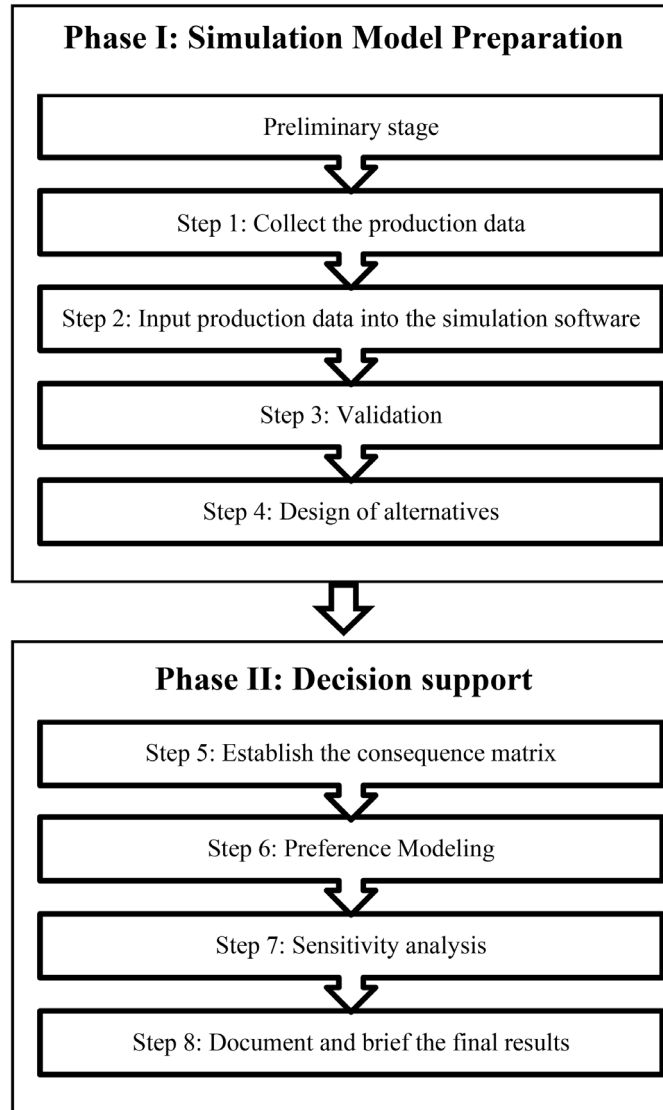 Phase I: Simulation Model Preparation
Preliminary stage
Step 1: Collect the production data
Step 2: Input production data into the simulation software
Step 3: Validation
Step 4: Design of alternatives
Phase II: Decision support
Step 5: Establish the consequence matrix
Step 6: Preference Modeling
Step 7: Sensitivity analysis
Step 8: Document and brief the final results